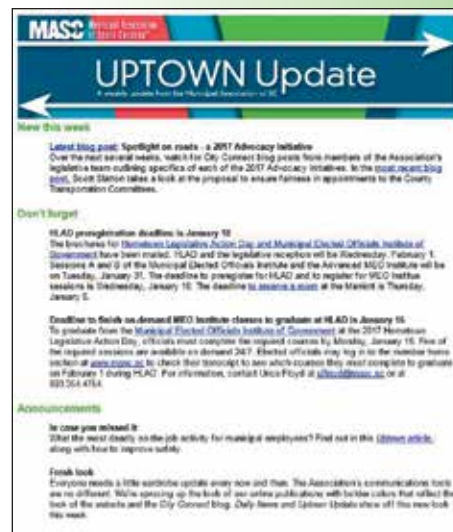 MASC Municipal Association of South Carolina
UPTOWN Update
A weekly update from the Municipal Association of SC
New this week
Latest blog post: Spotlight on roads - a 2017 Advocacy Initiative
Over the next several weeks, watch for City Connect blog posts from members of the Association's
legislative team outlining specifics of each of the 2017 Advocacy Initiatives. In the most recent blog
post, Scott Slatton takes a look at the proposal to ensure fairness in appointments to the County
Transportation Committees.
Don't forget
HLAD preregistration deadline is January 18
The brochures for Hometown Legislative Action Day and Municipal Elected Officials Institute of
Government have been mailed. HLAD and the legislative reception will be Wednesday, February 1.
Sessions A and B of the Municipal Elected Officials Institute and the Advanced MEO Institute will be
on Tuesday, January 31. The deadline to preregister for HLAD and to register for MEO Institute
sessions is Wednesday, January 18. The deadline to reserve a room at the Marriott is Thursday,
January 5.
Deadline to finish on-demand MEO Institute classes to graduate at HLAD is January 16
To graduate from the Municipal Elected Officials Institute of Government at the 2017 Hometown
Legislative Action Day, officials must complete the required courses by Monday, January 16. Five of
the required sessions are available on demand 24/7. Elected officials may log in to the member home
section at www.masc.sc to check their transcript to see which courses they must complete to graduate
on February 1 during HLAD. For information, contact Urica Floyd at ufloyd@masc.sc or at
Announcements
In case you missed it
What the most deadly on the job activity for municipal employees? Find out in this Uptown article,
along with how to improve safety.
Fresh look
Everyone needs a little wardrobe update every now and then. The Association's communications tools
are no different. We're sprucing up the look of our online publications with bolder colors that reflect the
look of the website and the City Connect blog. Daily News and Uptown Update show off the new look
this week.